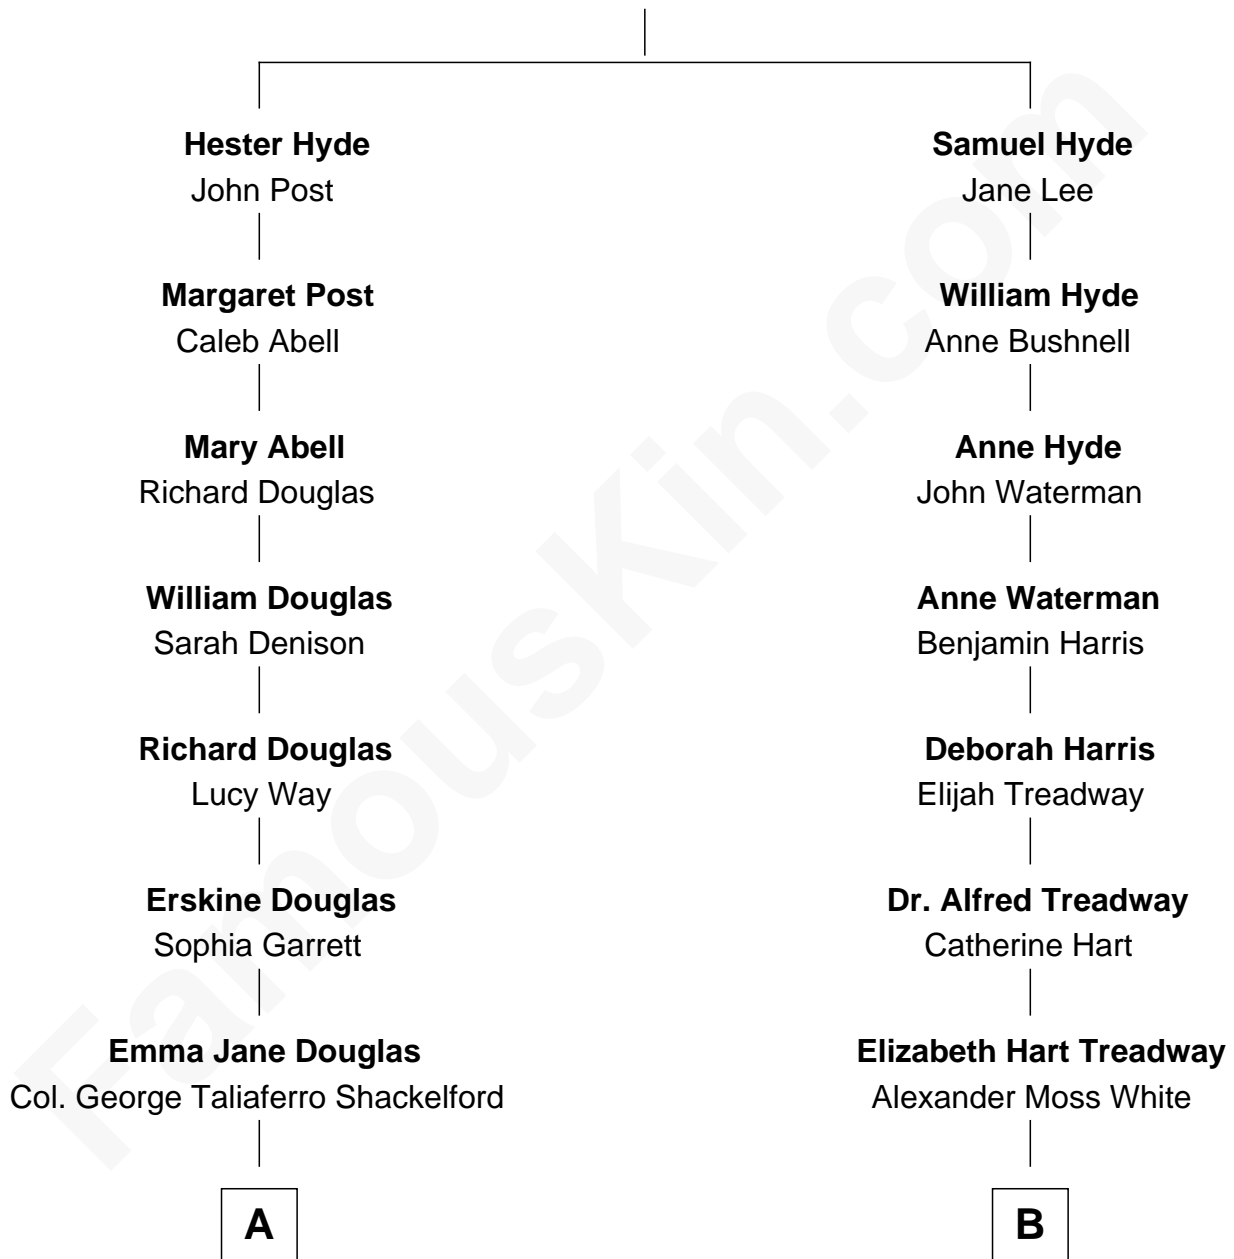 Hester Hyde
John Post
Samuel Hyde
Jane Lee
Margaret Post
Caleb Abell
William Hyde
Anne Bushnell
Mary Abell
Richard Douglas
Anne Hyde
John Waterman
William Douglas
Sarah Denison
Anne Waterman
Benjamin Harris
Richard Douglas
Lucy Way
Deborah Harris
Elijah Treadway
Erskine Douglas
Sophia Garrett
Dr. Alfred Treadway
Catherine Hart
Emma Jane Douglas
Col. George Taliaferro Shackelford
Elizabeth Hart Treadway
Alexander Moss White
A
B
FamousKin.com